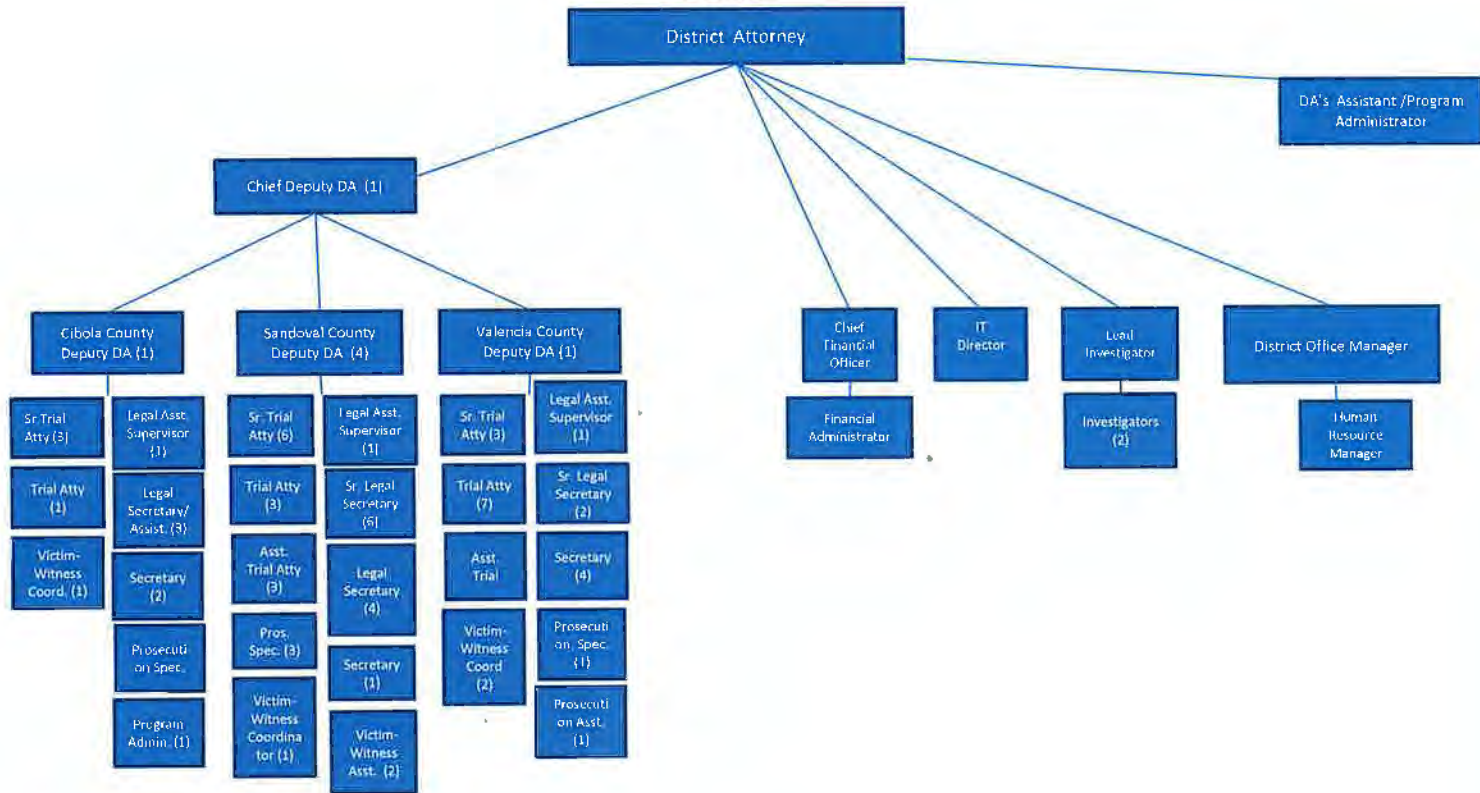 District Attorney
DA's Assistant /Program
Administrator
Chief Deputy DA (1)
Cibola County
Deputy DA (1)
Sandoval County
Deputy DA (4)
Valencia County
Deputy DA (1)
Chief
Financial
Officer
IT
Director
Lead
Investigator
District Office Manager
Sr Trial
Atty (3)
Trial Atty
(1)
Victim-
Witness
Coord. (1)
Legal Asst.
Supervisor
(1)
Legal
Secretary/
Assist. (3)
Secretary
(2)
Prosecuti
on Spec.
Program
Admin. (1)
Sr. Trial
Atty (6)
Trial Atty
(3)
Asst.
Trial Atty
(3)
Pros.
Spec. (3)
Victim-
Witness
Coordina
tor (1)
Legal Asst.
Supervisor
(1)
Sr. Legal
Secretary
(6)
Legal
Secretary
(4)
Secretary
(1)
Victim-
Witness
Asst. (2)
Sr. Trial
Atty (3)
Trial Atty
(7)
Asst.
Trial
Victim-
Witness
Coord
(2)
Legal Asst.
Supervisor
(1)
Sr. Legal
Secretary
(2)
Secretary
(4)
Prosecuti
on Spec.
(1)
Prosecuti
on Asst.
(1)
Financial
Administrator
Investigators
(2)
Human
Resource
Manager